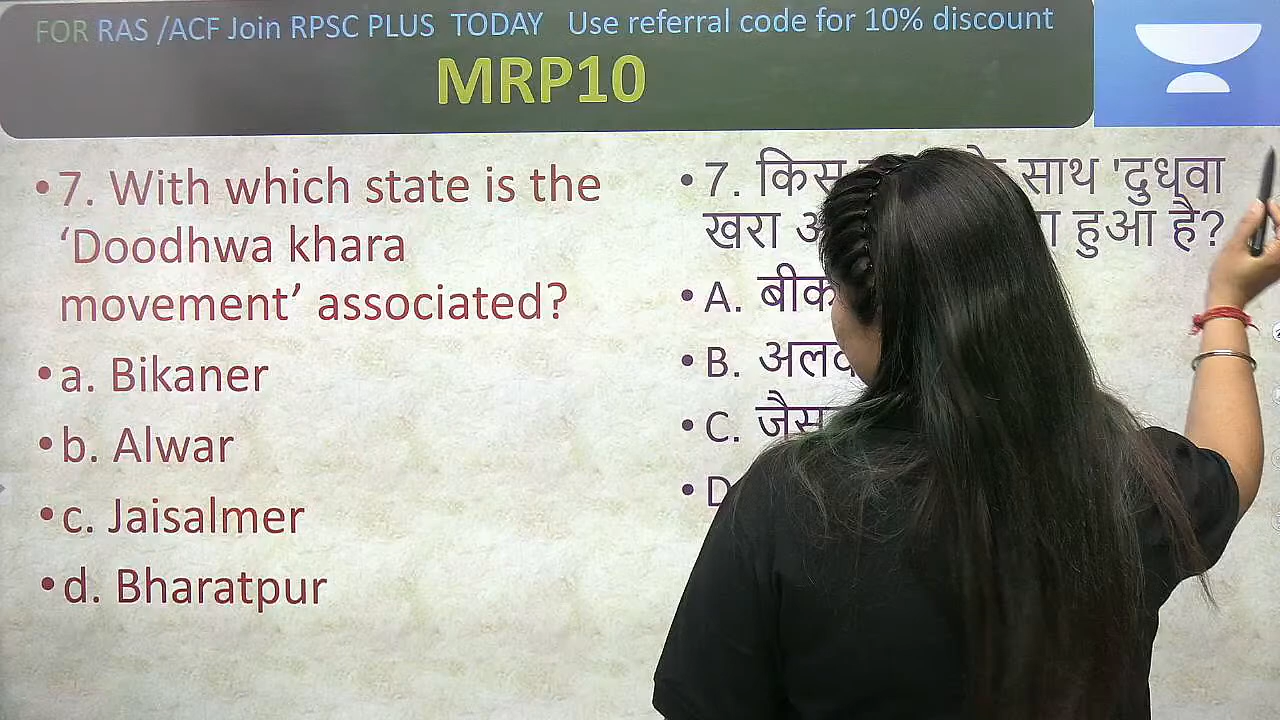 FOR RAS /ACF Join RPSC PLUS TODAY Use referral code for 10% discount
MRP10
•7. With which state is the
‘Doodhwa khara
movement’ associated?
•a. Bikaner
•b. Alwar
•c. Jaisalmer
•d. Bharatpur
•7. साथ 'दुधवा
खरा हुआ है?
•A.
•B.
•C.
•D